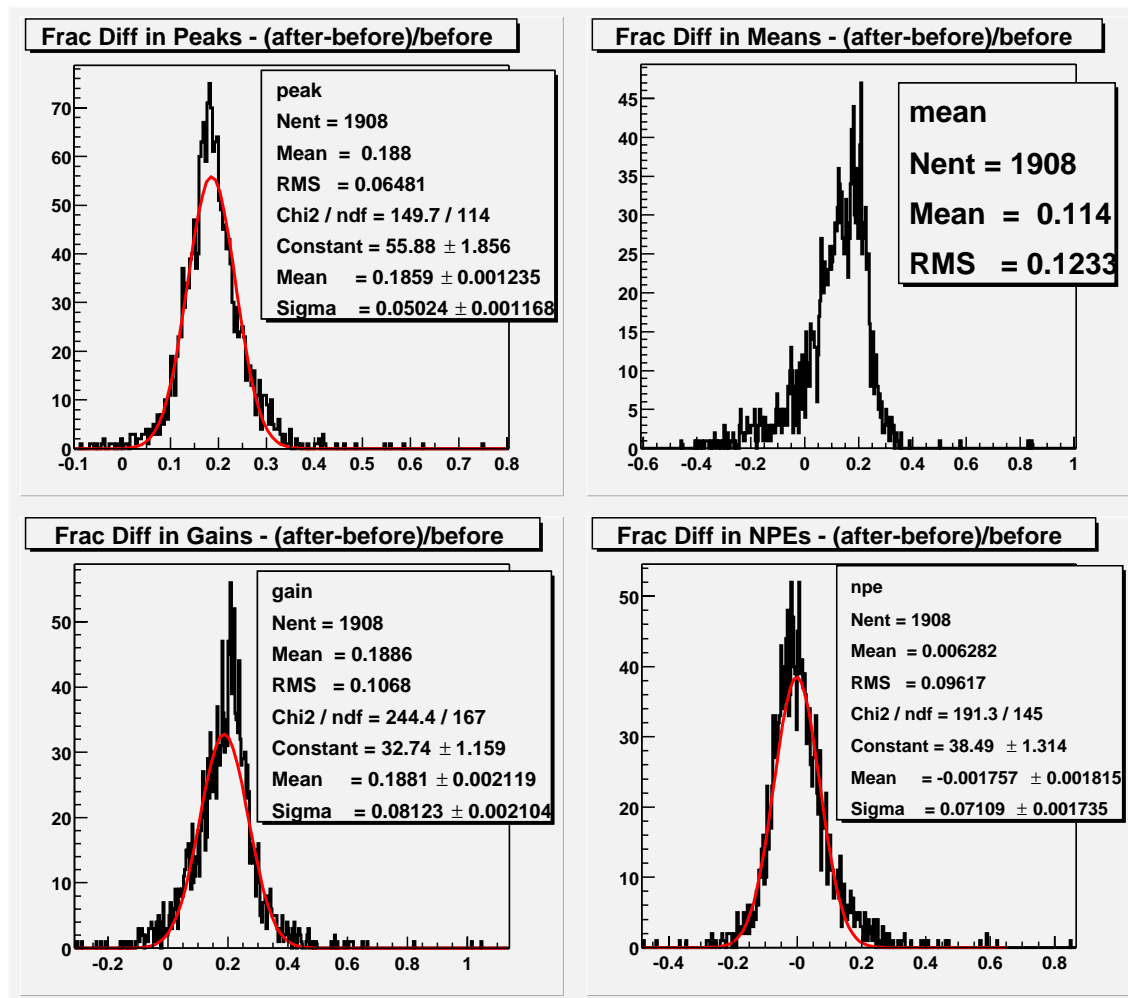 Frac Diff in Peaks - (after-before)/before
peak
Nent = 1908
Mean = 0.188
RMS = 0.06481
Chi2 / ndf = 149.7 / 114
Constant = 55.88 ± 1.856
Mean = 0.1859 ± 0.001235
Sigma = 0.05024 ± 0.001168
70
60
50
40
30
20
10
0
-0.1 0 0.1 0.2 0.3 0.4 0.5 0.6 0.7 0.8
Frac Diff in Means - (after-before)/before
mean
Nent = 1908
Mean = 0.114
RMS = 0.1233
45
40
35
30
25
20
15
10
5
0
-0.6 -0.4 -0.2 0 0.2 0.4 0.6 0.8 1
Frac Diff in Gains - (after-before)/before
gain
Nent = 1908
Mean = 0.1886
RMS = 0.1068
Chi2 / ndf = 244.4 / 167
Constant = 32.74 ± 1.159
Mean = 0.1881 ± 0.002119
Sigma = 0.08123 ± 0.002104
50
40
30
20
10
0
-0.2 0 0.2 0.4 0.6 0.8 1
Frac Diff in NPEs - (after-before)/before
npe
Nent = 1908
Mean = 0.006282
RMS = 0.09617
Chi2 / ndf = 191.3 / 145
Constant = 38.49 ± 1.314
Mean = -0.001757 ± 0.001815
Sigma = 0.07109 ± 0.001735
50
40
30
20
10
0
-0.4 -0.2 -0 0.2 0.4 0.6 0.8